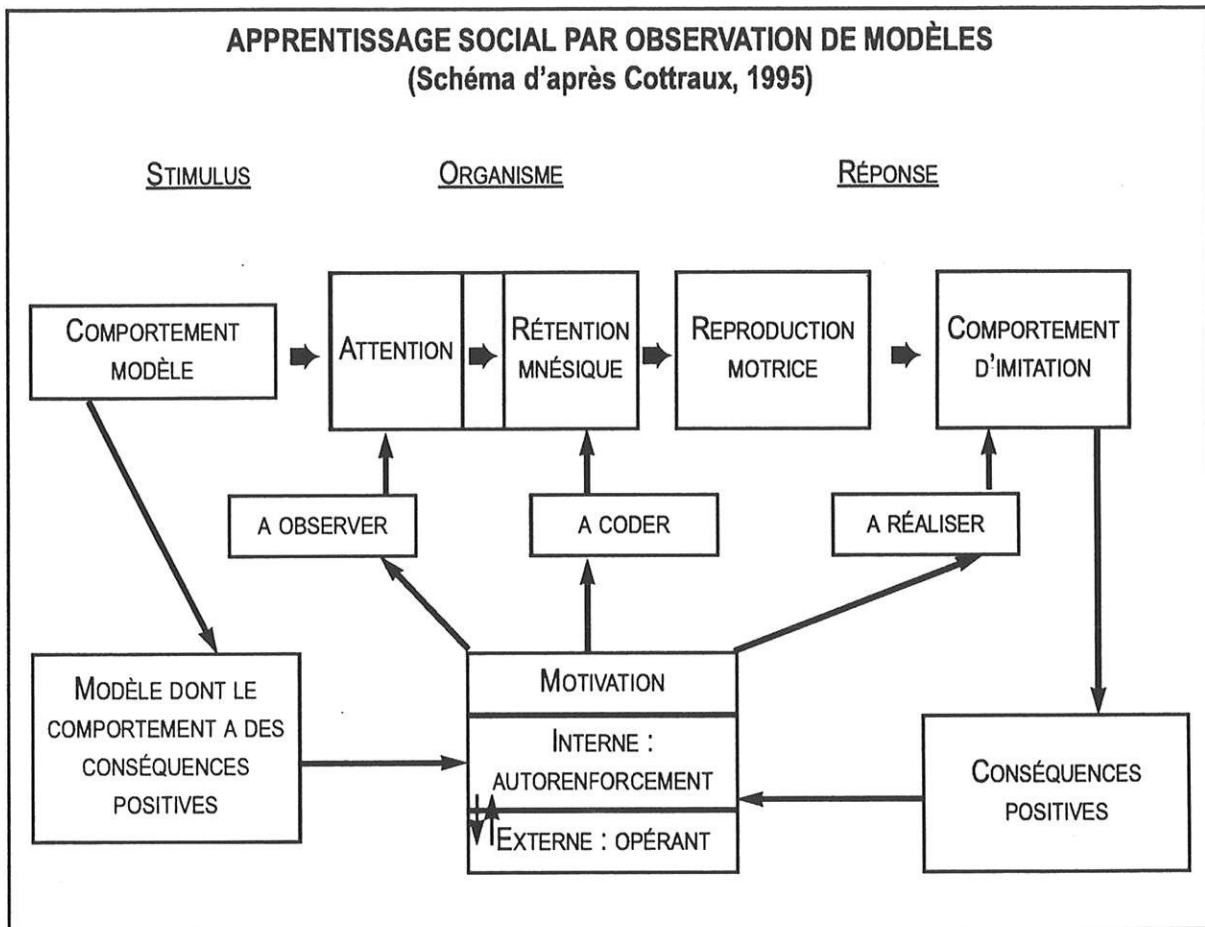 APPRENTISSAGE SOCIAL PAR OBSERVATION DE MODÈLES
(Schéma d'après Cottraux, 1995)
STIMULUS
ORGANISME
RÉPONSE
COMPORTEMENT
MODÈLE
ATTENTION
RÉTENTION
MNÉSIQUE
REPRODUCTION
MOTRICE
COMPORTEMENT
D'IMITATION
A OBSERVER
A CODER
A RÉALISER
MODÈLE DONT LE
COMPORTEMENT A DES
CONSÉQUENCES
POSITIVES
MOTIVATION
INTERNE :
AUTORENFORCEMENT
EXTERNE : OPÉRANT
CONSÉQUENCES
POSITIVES